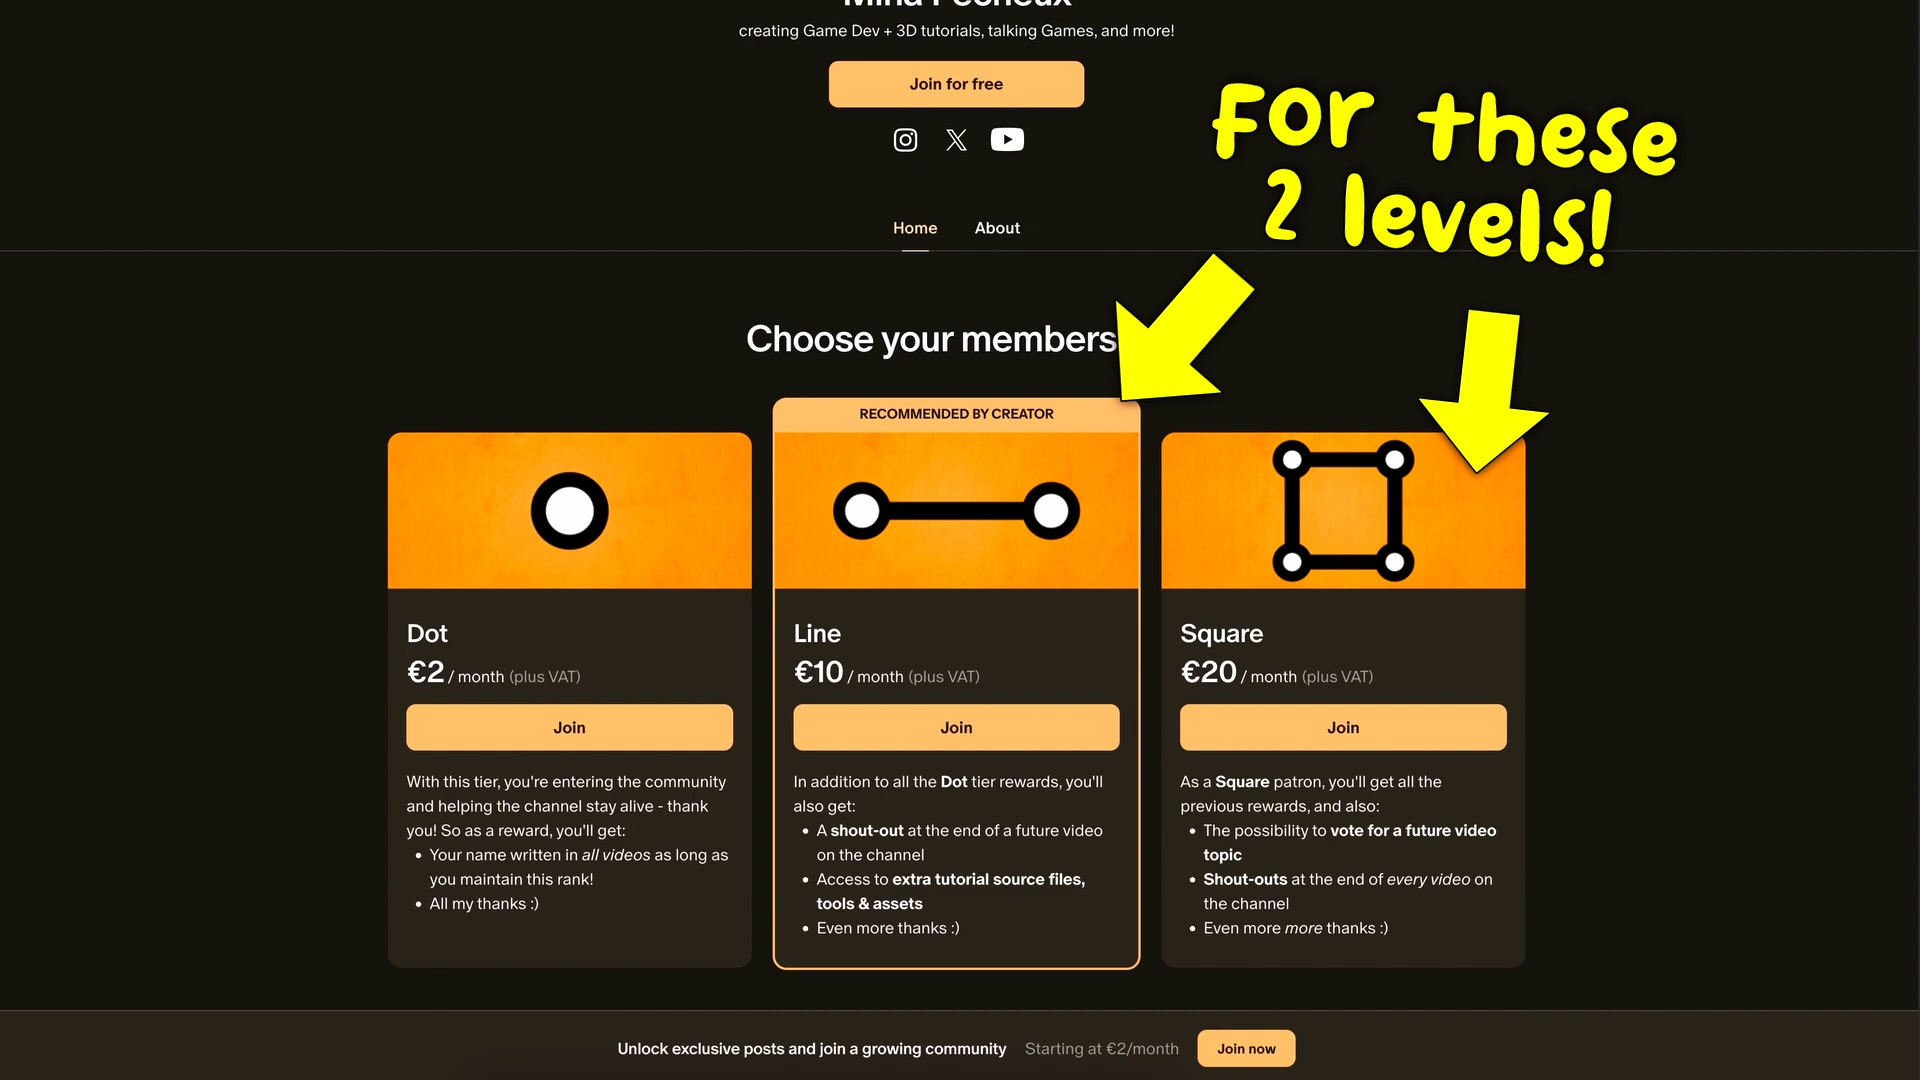 creating Game Dev + 3D tutorials, talking Games, and more!
Join for free
For these
2 levels!
Home
About
Choose your members
RECOMMENDED BY CREATOR
Dot
€2 / month (plus VAT)
Join
With this tier, you're entering the community
and helping the channel stay alive - thank
you! So as a reward, you'll get:
• Your name written in all videos as long as
you maintain this rank!
• All my thanks :)
Line
€10 / month (plus VAT)
Join
In addition to all the Dot tier rewards, you'll
also get:
• A shout-out at the end of a future video
on the channel
• Access to extra tutorial source files,
tools & assets
• Even more thanks :)
Square
€20 / month (plus VAT)
Join
As a Square patron, you'll get all the
previous rewards, and also:
• The possibility to vote for a future video
topic
• Shout-outs at the end of every video on
the channel
• Even more more thanks :)
Unlock exclusive posts and join a growing community
Starting at €2/month
Join now